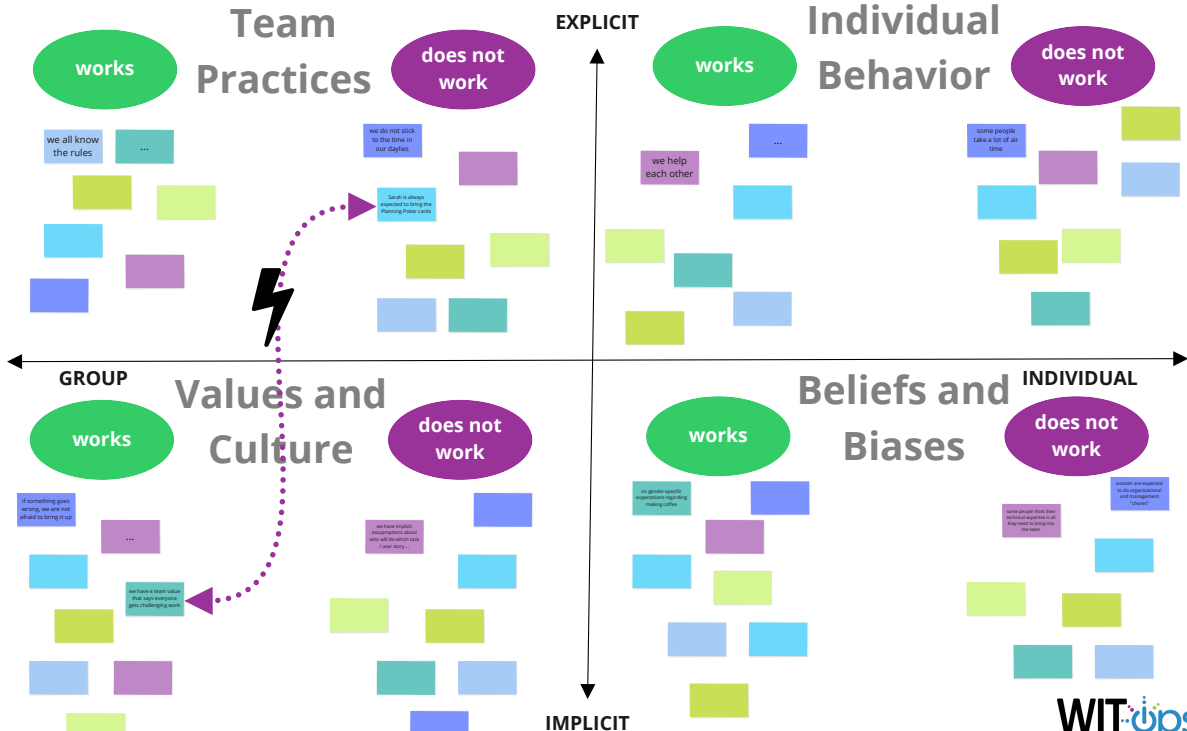 Team
Practices
EXPLICIT
Individual
Behavior
works
does not
work
works
does not
work
we all know
the rules
...
we do not stick
to the time in
our daylies
Sarah is always
expected to bring the
Planning Poker cards
we help
each other
...
some people
take a lot of air
time
GROUP
INDIVIDUAL
Values and
Culture
Beliefs and
Biases
works
does not
work
works
does not
work
if something goes
wrong, we are not
afraid to bring it up
...
we have a team value
that says everyone
gets challenging work
we have implicit
assupmptions about
who will do which task
/ user story....
no gender-specific
expectations regarding
making coffee
some people think their
technical expertise is all
they need to bring into
the team
women are expected
to do organisational
and management
"chores"
IMPLICIT
WIT ops